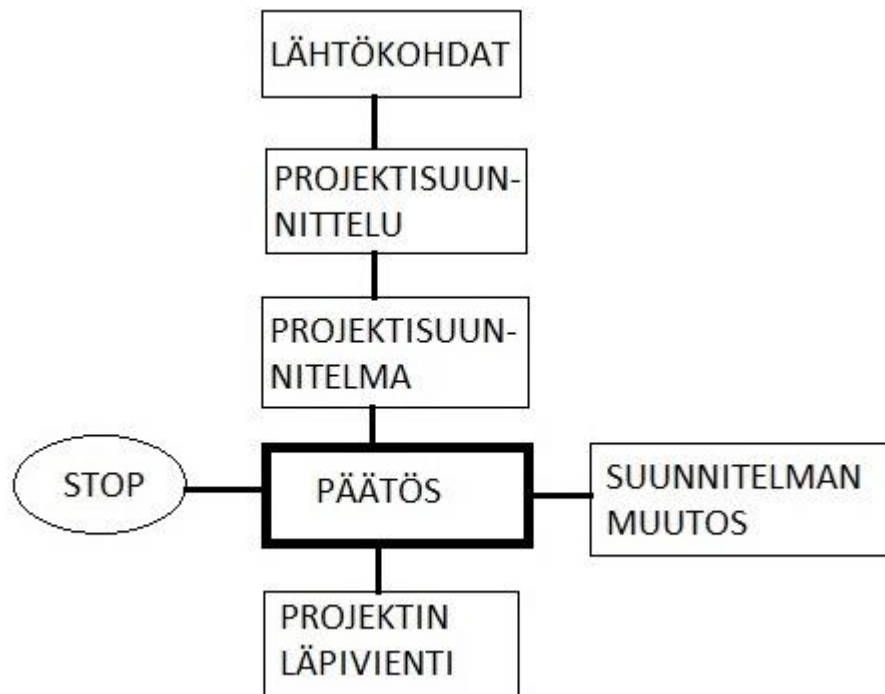 LÄHTÖKOHDAT
PROJEKTISUUN-
NITTELU
PROJEKTISUUN-
NITELMA
STOP
PÄÄTÖS
SUUNNITELMAN
MUUTOS
PROJEKTIN
LÄPIVIENTI